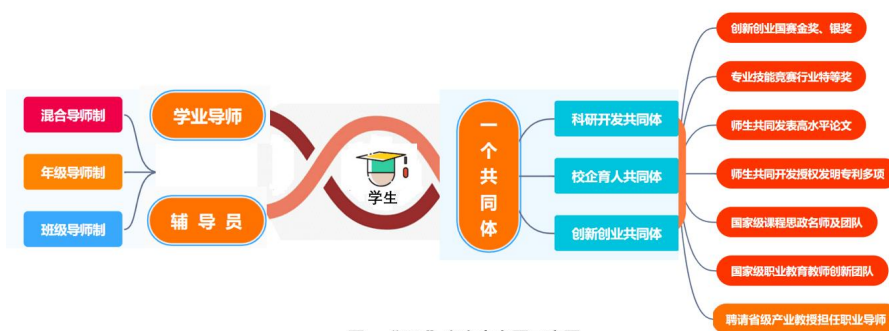 混合导师制
年级导师制
班级导师制
学业导师
辅导员
学生
一个共同体
科研开发共同体
校企育人共同体
创新创业共同体
创新创业国赛金奖、银奖
专业技能竞赛行业特等奖
师生共同发表高水平论文
师生共同开发授权发明专利多项
国家级课程思政名师及团队
国家级职业教育教师创新团队
聘请省级产业教授担任职业导师